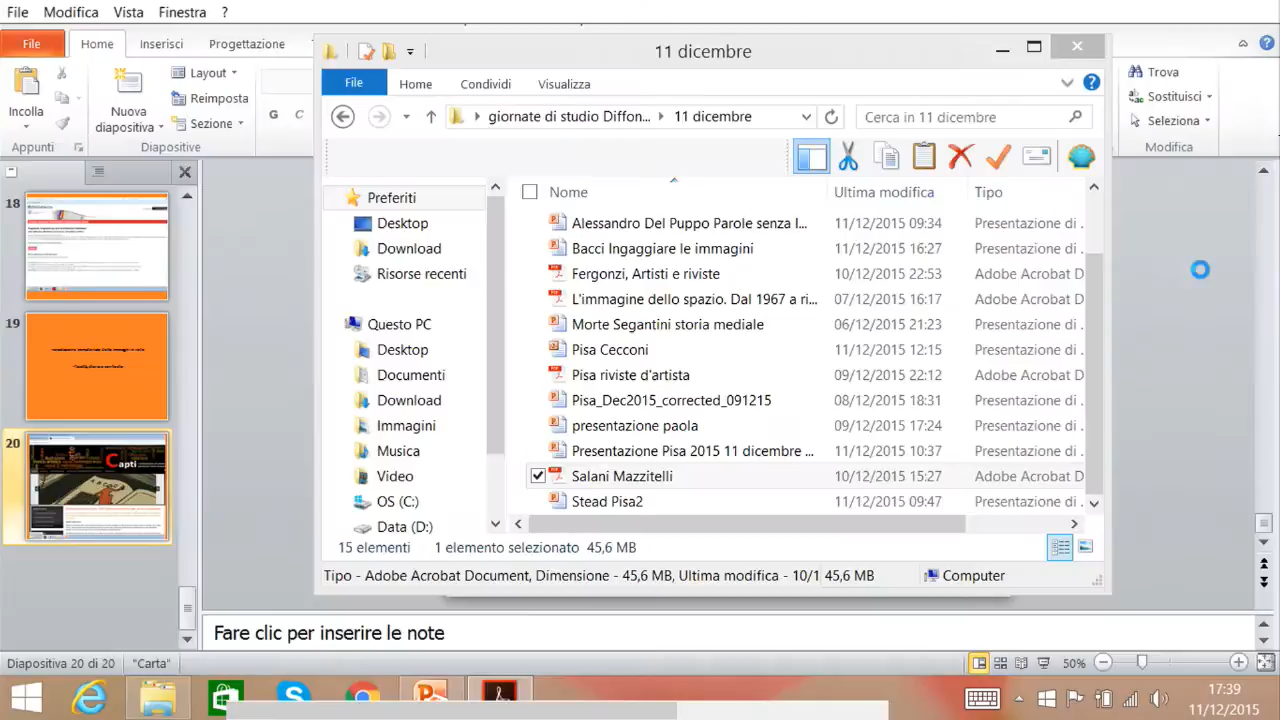 File Modifica Vista Finestra ?
File Home Inserisci Progettazione
11 dicembre
File Home Condividi Visualizza
Incolla
Nuova diapositiva
Layout
Reimposta
Sezione
G C
Appunti Diapositive
giornate di studio Diffon... 11 dicembre
Cerca in 11 dicembre
Trova
Sostituisci
Seleziona
Modifica
Preferiti
Desktop
Download
Risorse recenti
Questo PC
Desktop
Documenti
Download
Immagini
Musica
Video
OS (C:)
Data (D:)
Nome Ultima modifica Tipo
Alessandro Del Puppo Parole senza I... 11/12/2015 09:34 Presentazione di .
Bacci Ingaggiare le immagini 11/12/2015 16:27 Presentazione di .
Fergonzi, Artisti e riviste 10/12/2015 22:53 Adobe Acrobat D
L'immagine dello spazio. Dal 1967 a ri... 07/12/2015 16:17 Adobe Acrobat D
Morte Segantini storia mediale 06/12/2015 21:23 Presentazione di .
Pisa Cecconi 11/12/2015 12:15 Presentazione di .
Pisa riviste d'artista 09/12/2015 22:12 Adobe Acrobat D
Pisa_Dec2015_corrected_091215 08/12/2015 18:31 Presentazione di .
presentazione paola 09/12/2015 17:24 Presentazione di .
Presentazione Pisa 2015 11 dicembre ... 11/12/2015 10:37 Presentazione di .
Salani Mazzitelli 10/12/2015 15:27 Adobe Acrobat D
Stead Pisa2 11/12/2015 09:47 Presentazione di .
15 elementi 1 elemento selezionato 45,6 MB
Tipo - Adobe Acrobat Document, Dimensione - 45,6 MB, Ultima modifica - 10/1 45,6 MB Computer
18
19
20
Capti
Fare clic per inserire le note
Diapositiva 20 di 20 "Carta" 50%
17:39
11/12/2015